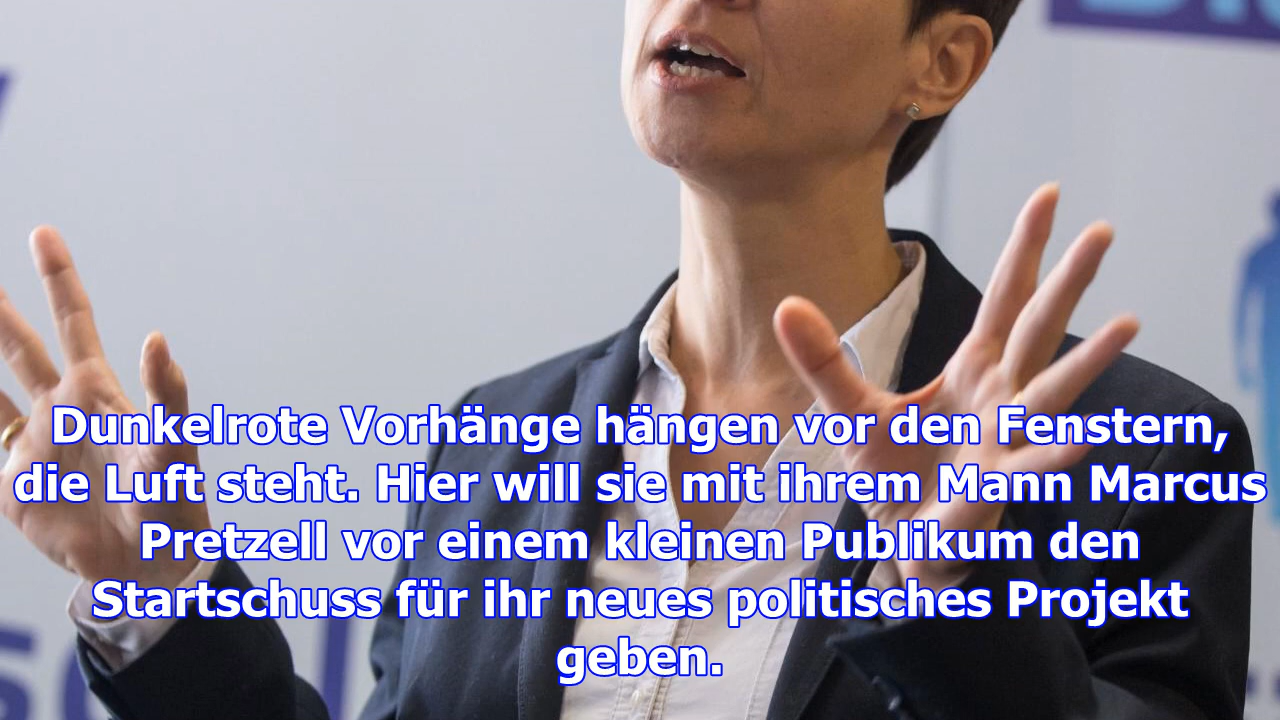 Dunkelrote Vorhänge hängen vor den Fenstern,
die Luft steht. Hier will sie mit ihrem Mann Marcus
Pretzell vor einem kleinen Publikum den
Startschuss für ihr neues politisches Projekt
geben.